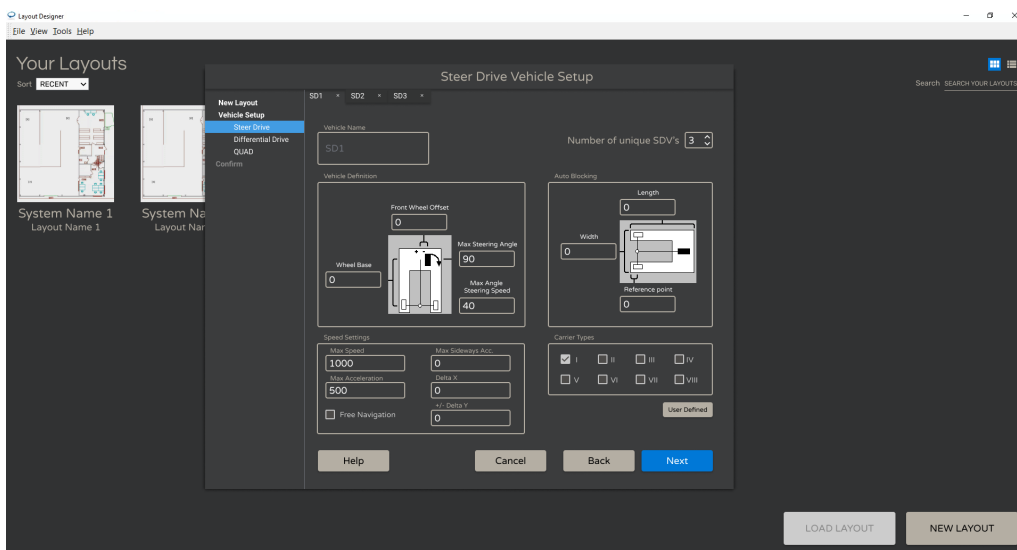 Layout Designer
File View Tools Help
Your Layouts
Sort RECENT
Search SEARCH YOUR LAYOUTS
System Name 1
Layout Name 1
System Na
Layout Nar
Steer Drive Vehicle Setup
New Layout
Vehicle Setup
Steer Drive
Differential Drive
QUAD
Confirm
SD1 × SD2 × SD3 ×
Vehicle Name
SD1
Number of unique SDV's 3
Vehicle Definition
Front Wheel Offset
0
Wheel Base
0
+ -
Max Steering Angle
90
Max Angle
Steering Speed
40
Auto Blocking
Length
0
Width
0
Reference point
0
Speed Settings
Max Speed
1000
Max Acceleration
500
Free Navigation
Max Sideways Acc.
0
Delta X
0
+/- Delta Y
0
Carrier Types
I II III IV
V VI VII VIII
User Defined
Help Cancel Back Next
LOAD LAYOUT NEW LAYOUT